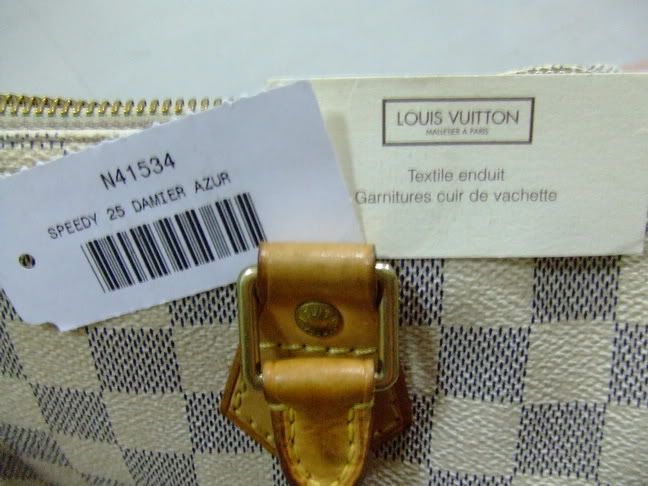 N41534
SPEEDY 25 DAMIER AZUR
LOUIS VUITTON
MALLETIER À PARIS
Textile enduit
Garnitures cuir de vachette